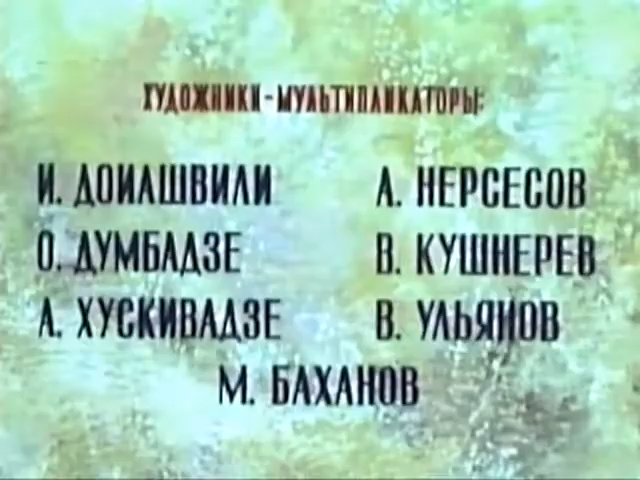 ХУДОЖНИКИ-МУЛЬТИПЛИКАТОРЫ:
И. ДОИАШВИЛИ
А. НЕРСЕСОВ
О. ДУМБАДЗЕ
В. КУШНЕРЕВ
А. ХУСКИВАДЗЕ
В. УЛЬЯНОВ
М. БАХАНОВ